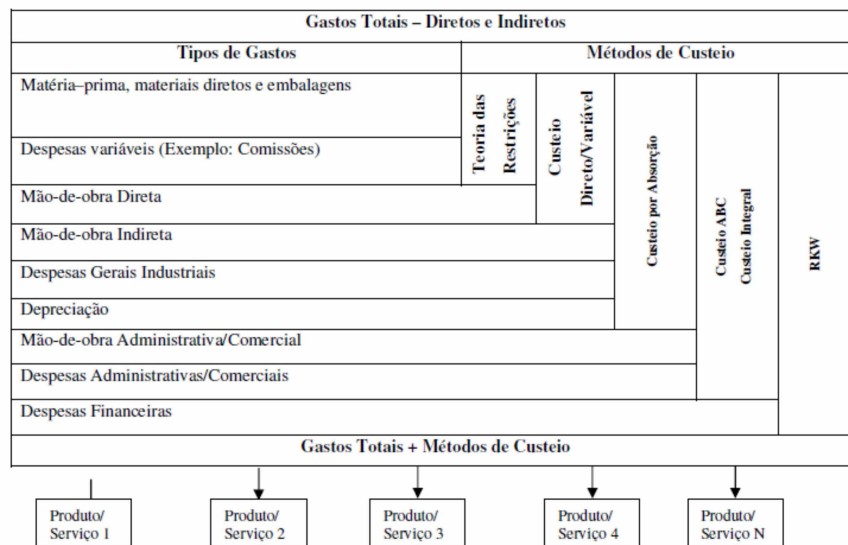 Gastos Totais – Diretos e Indiretos
Tipos de Gastos
Métodos de Custeio
Matéria–prima, materiais diretos e embalagens
Despesas variáveis (Exemplo: Comissões)
Mão-de-obra Direta
Mão-de-obra Indireta
Despesas Gerais Industriais
Depreciação
Mão-de-obra Administrativa/Comercial
Despesas Administrativas/Comerciais
Despesas Financeiras
Teoria das
Restrições
Custeio
Direto/Variável
Custeio por Absorção
Custeio ABC
Custeio Integral
RKW
Gastos Totais + Métodos de Custeio
Produto/
Serviço 1
Produto/
Serviço 2
Produto/
Serviço 3
Produto/
Serviço 4
Produto/
Serviço N